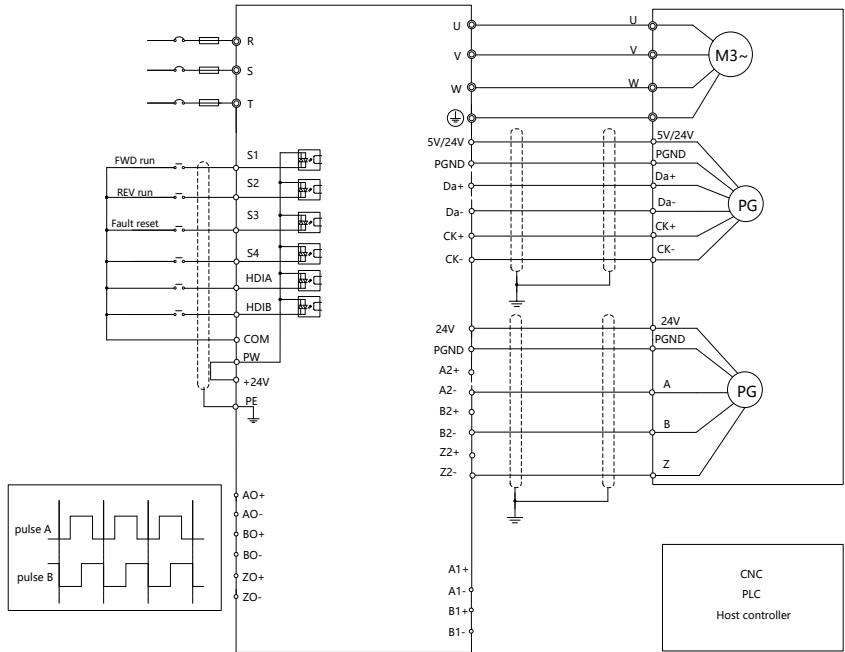 R
S
T
FWD run
REV run
Fault reset
S1
S2
S3
S4
HDIA
HDIB
COM
PW
+24V
PE
AO+
AO-
BO+
BO-
ZO+
ZO-
pulse A
pulse B
U
V
W
5V/24V
PGND
Da+
Da-
CK+
CK-
24V
PGND
A2+
A2-
B2+
B2-
Z2+
Z2-
A1+
A1-
B1+
B1-
U
V
W
M3~
5V/24V
PGND
Da+
Da-
CK+
CK-
PG
24V
PGND
A
B
Z
PG
CNC
PLC
Host controller